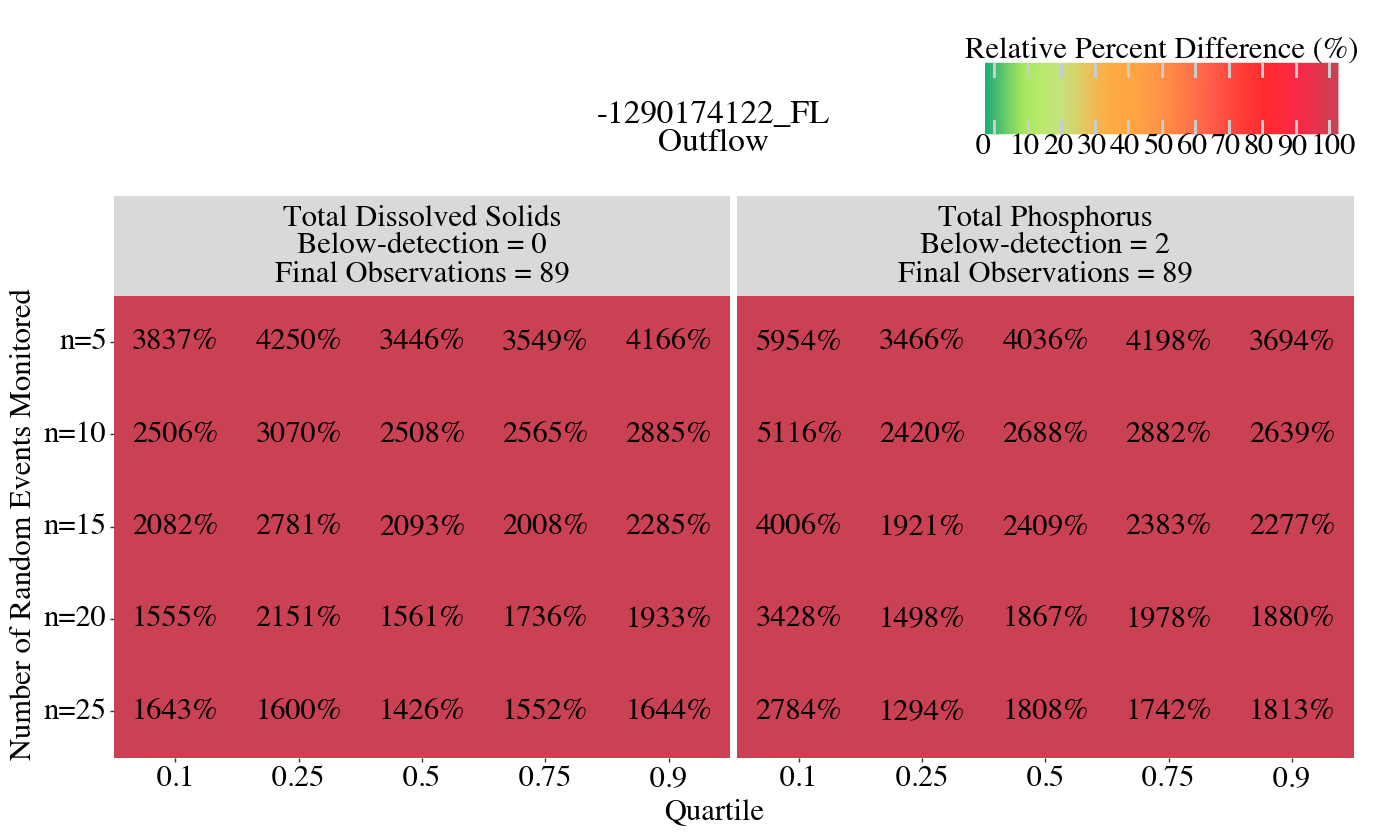 Relative Percent Difference (%)
0 10 20 30 40 50 60 70 80 90 100
-1290174122_FL
Outflow
Total Dissolved Solids
Below-detection = 0
Final Observations = 89
Total Phosphorus
Below-detection = 2
Final Observations = 89
Number of Random Events Monitored
n=5 3837% 4250% 3446% 3549% 4166% 5954% 3466% 4036% 4198% 3694%
n=10 2506% 3070% 2508% 2565% 2885% 5116% 2420% 2688% 2882% 2639%
n=15 2082% 2781% 2093% 2008% 2285% 4006% 1921% 2409% 2383% 2277%
n=20 1555% 2151% 1561% 1736% 1933% 3428% 1498% 1867% 1978% 1880%
n=25 1643% 1600% 1426% 1552% 1644% 2784% 1294% 1808% 1742% 1813%
0.1 0.25 0.5 0.75 0.9 0.1 0.25 0.5 0.75 0.9
Quartile